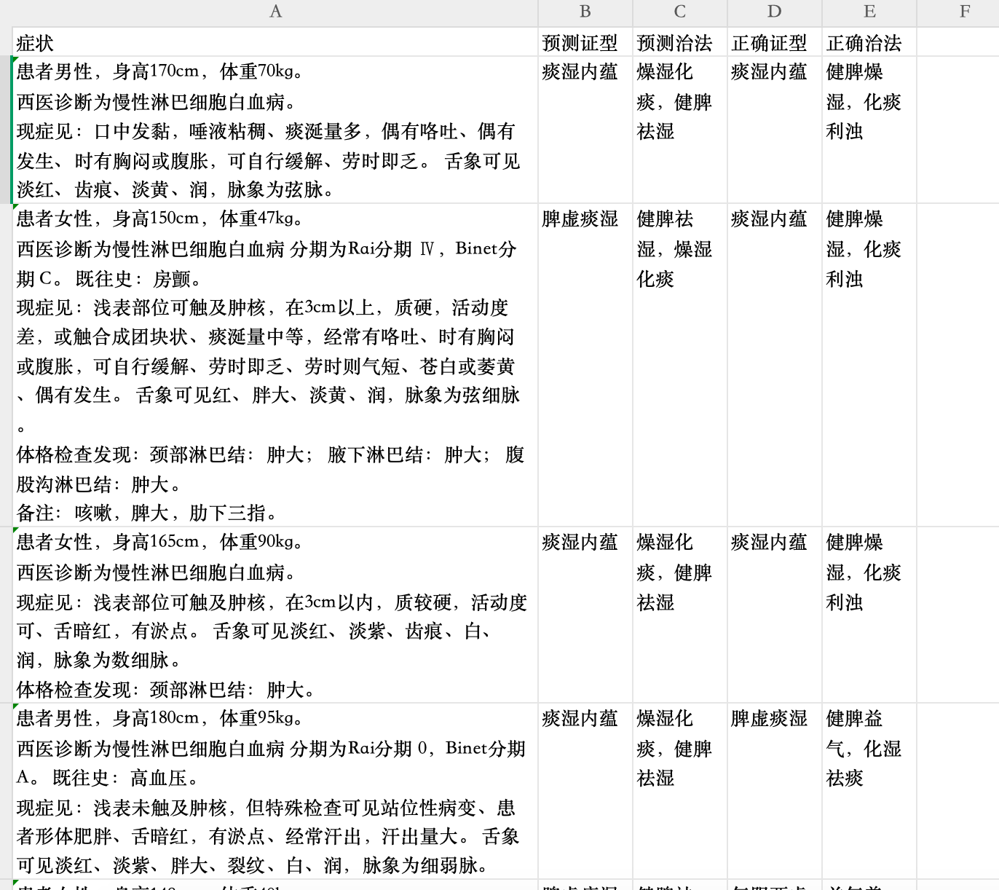 A B C D E F
症状 预测证型 预测治法 正确证型 正确治法
患者男性，身高170cm，体重70kg。
西医诊断为慢性淋巴细胞白血病。
现症见：口中发黏，唾液粘稠、痰涎量多，偶有咯吐、偶有
发生、时有胸闷或腹胀，可自行缓解、劳时即乏。 舌象可见
淡红、齿痕、淡黄、润，脉象为弦脉。
痰湿内蕴
燥湿化
痰，健脾
祛湿
痰湿内蕴
健脾燥
湿，化痰
利浊
患者女性，身高150cm，体重47kg。
西医诊断为慢性淋巴细胞白血病 分期为Rai分期 Ⅳ，Binet分
期 C。 既往史：房颤。
现症见：浅表部位可触及肿核，在3cm以上，质硬，活动度
差，或触合成团块状、痰涎量中等，经常有咯吐、时有胸闷
或腹胀，可自行缓解、劳时即乏、劳时则气短、苍白或萎黄
、偶有发生。 舌象可见红、胖大、淡黄、润，脉象为弦细脉
。
体格检查发现：颈部淋巴结： 肿大； 腋下淋巴结： 肿大； 腹
股沟淋巴结：肿大。
备注： 咳嗽，脾大，肋下三指。
脾虚痰湿
健脾祛
湿，燥湿
化痰
痰湿内蕴
健脾燥
湿，化痰
利浊
患者女性，身高165cm，体重90kg。
西医诊断为慢性淋巴细胞白血病。
现症见：浅表部位可触及肿核，在3cm以内，质较硬，活动度
可、舌暗红，有淤点。 舌象可见淡红、淡紫、齿痕、白、
润，脉象为数细脉。
体格检查发现：颈部淋巴结： 肿大。
痰湿内蕴
燥湿化
痰，健脾
祛湿
痰湿内蕴
健脾燥
湿，化痰
利浊
患者男性，身高180cm，体重95kg。
西医诊断为慢性淋巴细胞白血病 分期为Rai分期 0，Binet分期
A。 既往史：高血压。
现症见：浅表未触及肿核，但特殊检查可见站位性病变、患
者形体肥胖、舌暗红，有淤点、经常汗出，汗出量大。 舌象
可见淡红、淡紫、胖大、裂纹、白、润，脉象为细弱脉。
痰湿内蕴
燥湿化
痰，健脾
祛湿
脾虚痰湿
健脾益
气，化湿
祛痰